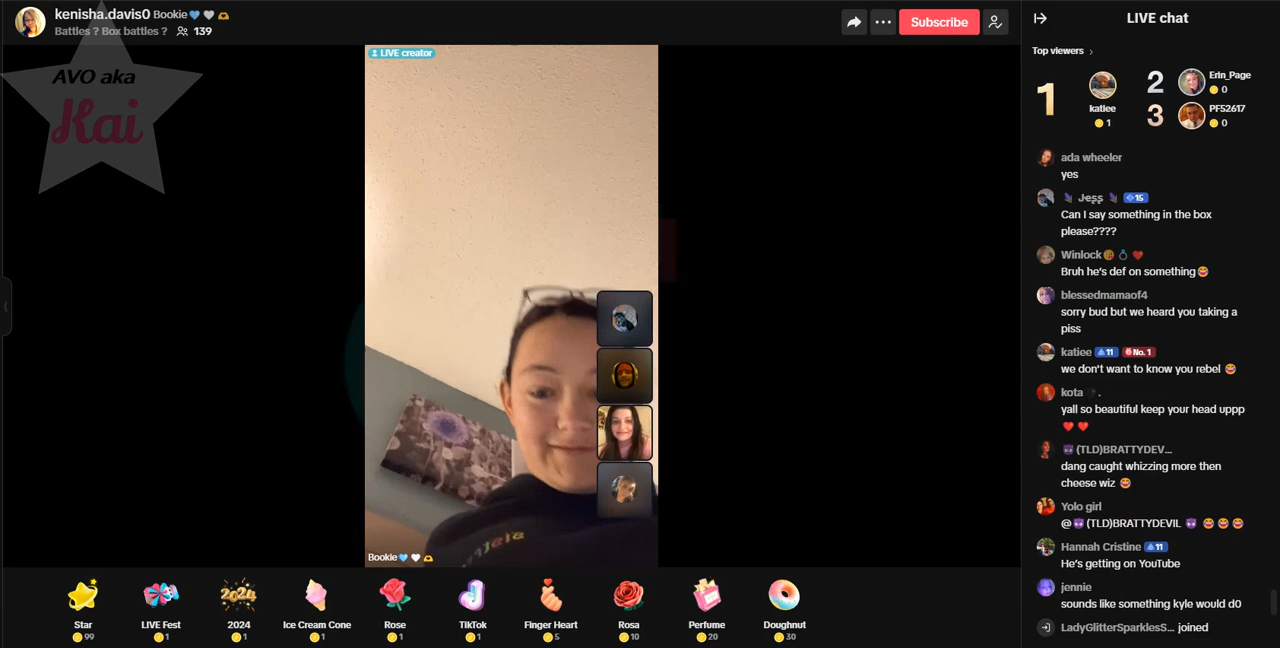 kenisha.davis0 Bookie
Battles ? Box battles ? 139
Subscribe
AVO aka
Kai
LIVE creator
Bookie
Star
99
LIVE Fest
1
2024
2024
1
Ice Cream Cone
1
Rose
1
TikTok
1
Finger Heart
5
Rosa
10
Perfume
20
Doughnut
30
LIVE chat
Top viewers
1
katiee
1
2
Erin_Page
0
3
PF52617
0
ada wheeler
yes
Jess 15
Can I say something in the box
please????
Winlock
Bruh he's def on something😂
blessedmamaof4
sorry bud but we heard you taking a
piss
katiee 11 No. 1
we don't want to know you rebel 😂
kota .
yall so beautiful keep your head uppp
❤️ ❤️
😈(TLD)BRATTYDEV...
dang caught whizzing more then
cheese wiz 😂
Yolo girl
@😈(TLD)BRATTYDEVIL 😈 😂 😂 😂
Hannah Cristine 11
He's getting on YouTube
jennie
sounds like something kyle would d0
LadyGlitterSparklesS... joined